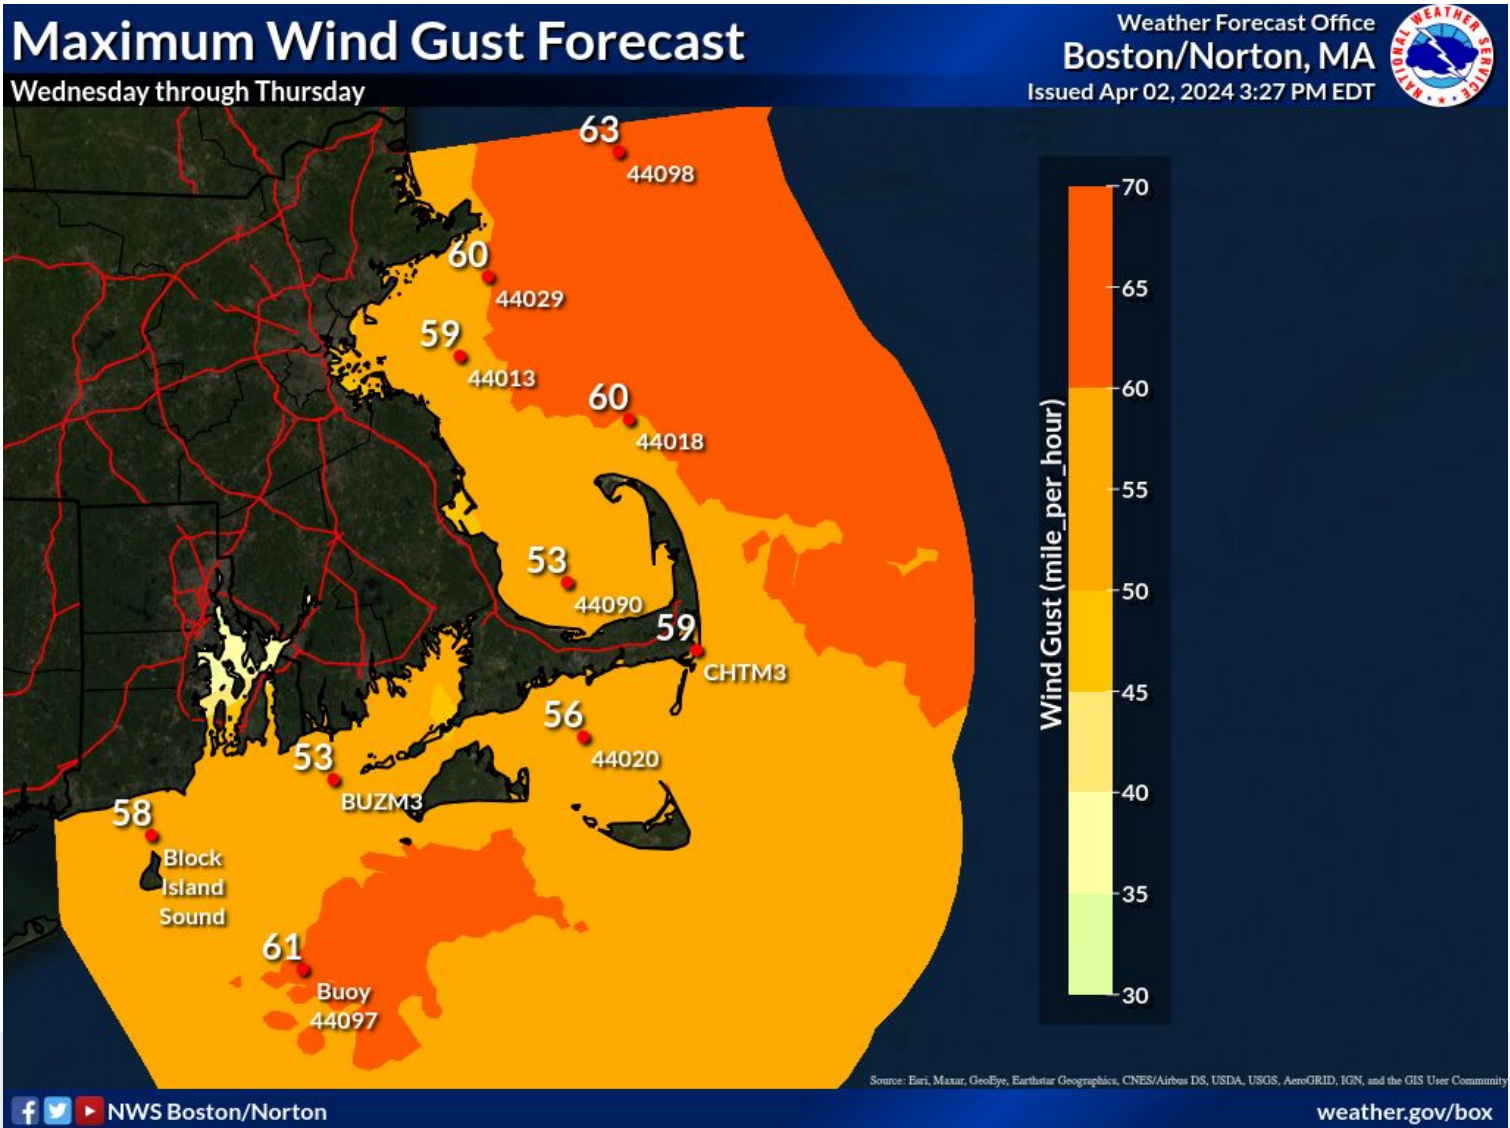 Maximum Wind Gust Forecast
Wednesday through Thursday
Weather Forecast Office
Boston/Norton, MA
Issued Apr 02, 2024 3:27 PM EDT
NATIONAL WEATHER SERVICE
63
44098
60
44029
59
44013
60
44018
53
44090
59
CHTM3
56
44020
53
BUZM3
58
Block
Island
Sound
61
Buoy
44097
Wind Gust (mile_per_hour)
70
65
60
55
50
45
40
35
30
Source: Esri, Maxar, GeoEye, Earthstar Geographics, CNES/Airbus DS, USDA, USGS, AeroGRID, IGN, and the GIS User Community
NWS Boston/Norton
weather.gov/box